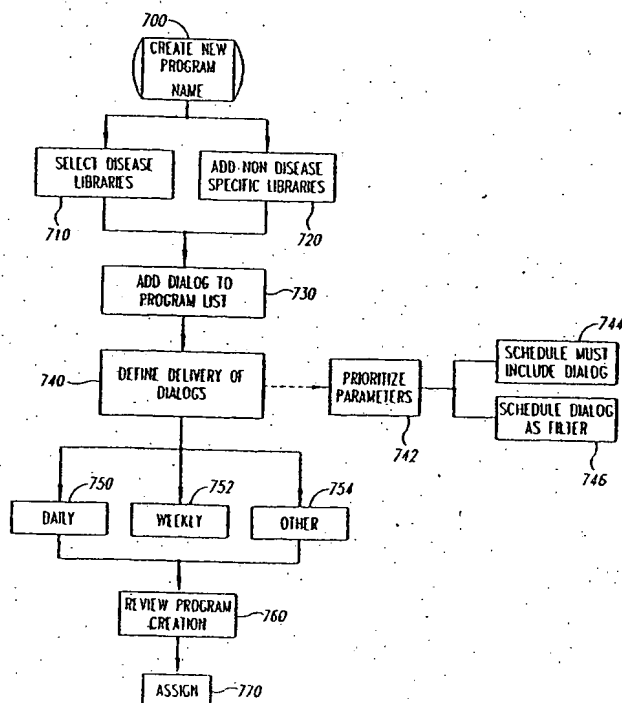 700
CREATE NEW
PROGRAM
NAME
SELECT DISEASE
LIBRARIES
710
ADD NON DISEASE
SPECIFIC LIBRARIES
720
ADD DIALOG TO
PROGRAM LIST
730
740
DEFINE DELIVERY OF
DIALOGS
PRIORITIZE
PARAMETERS
742
744
SCHEDULE MUST
INCLUDE DIALOG
SCHEDULE DIALOG
AS FILTER
746
750
DAILY
752
WEEKLY
754
OTHER
REVIEW PROGRAM
CREATION
760
ASSIGN
770